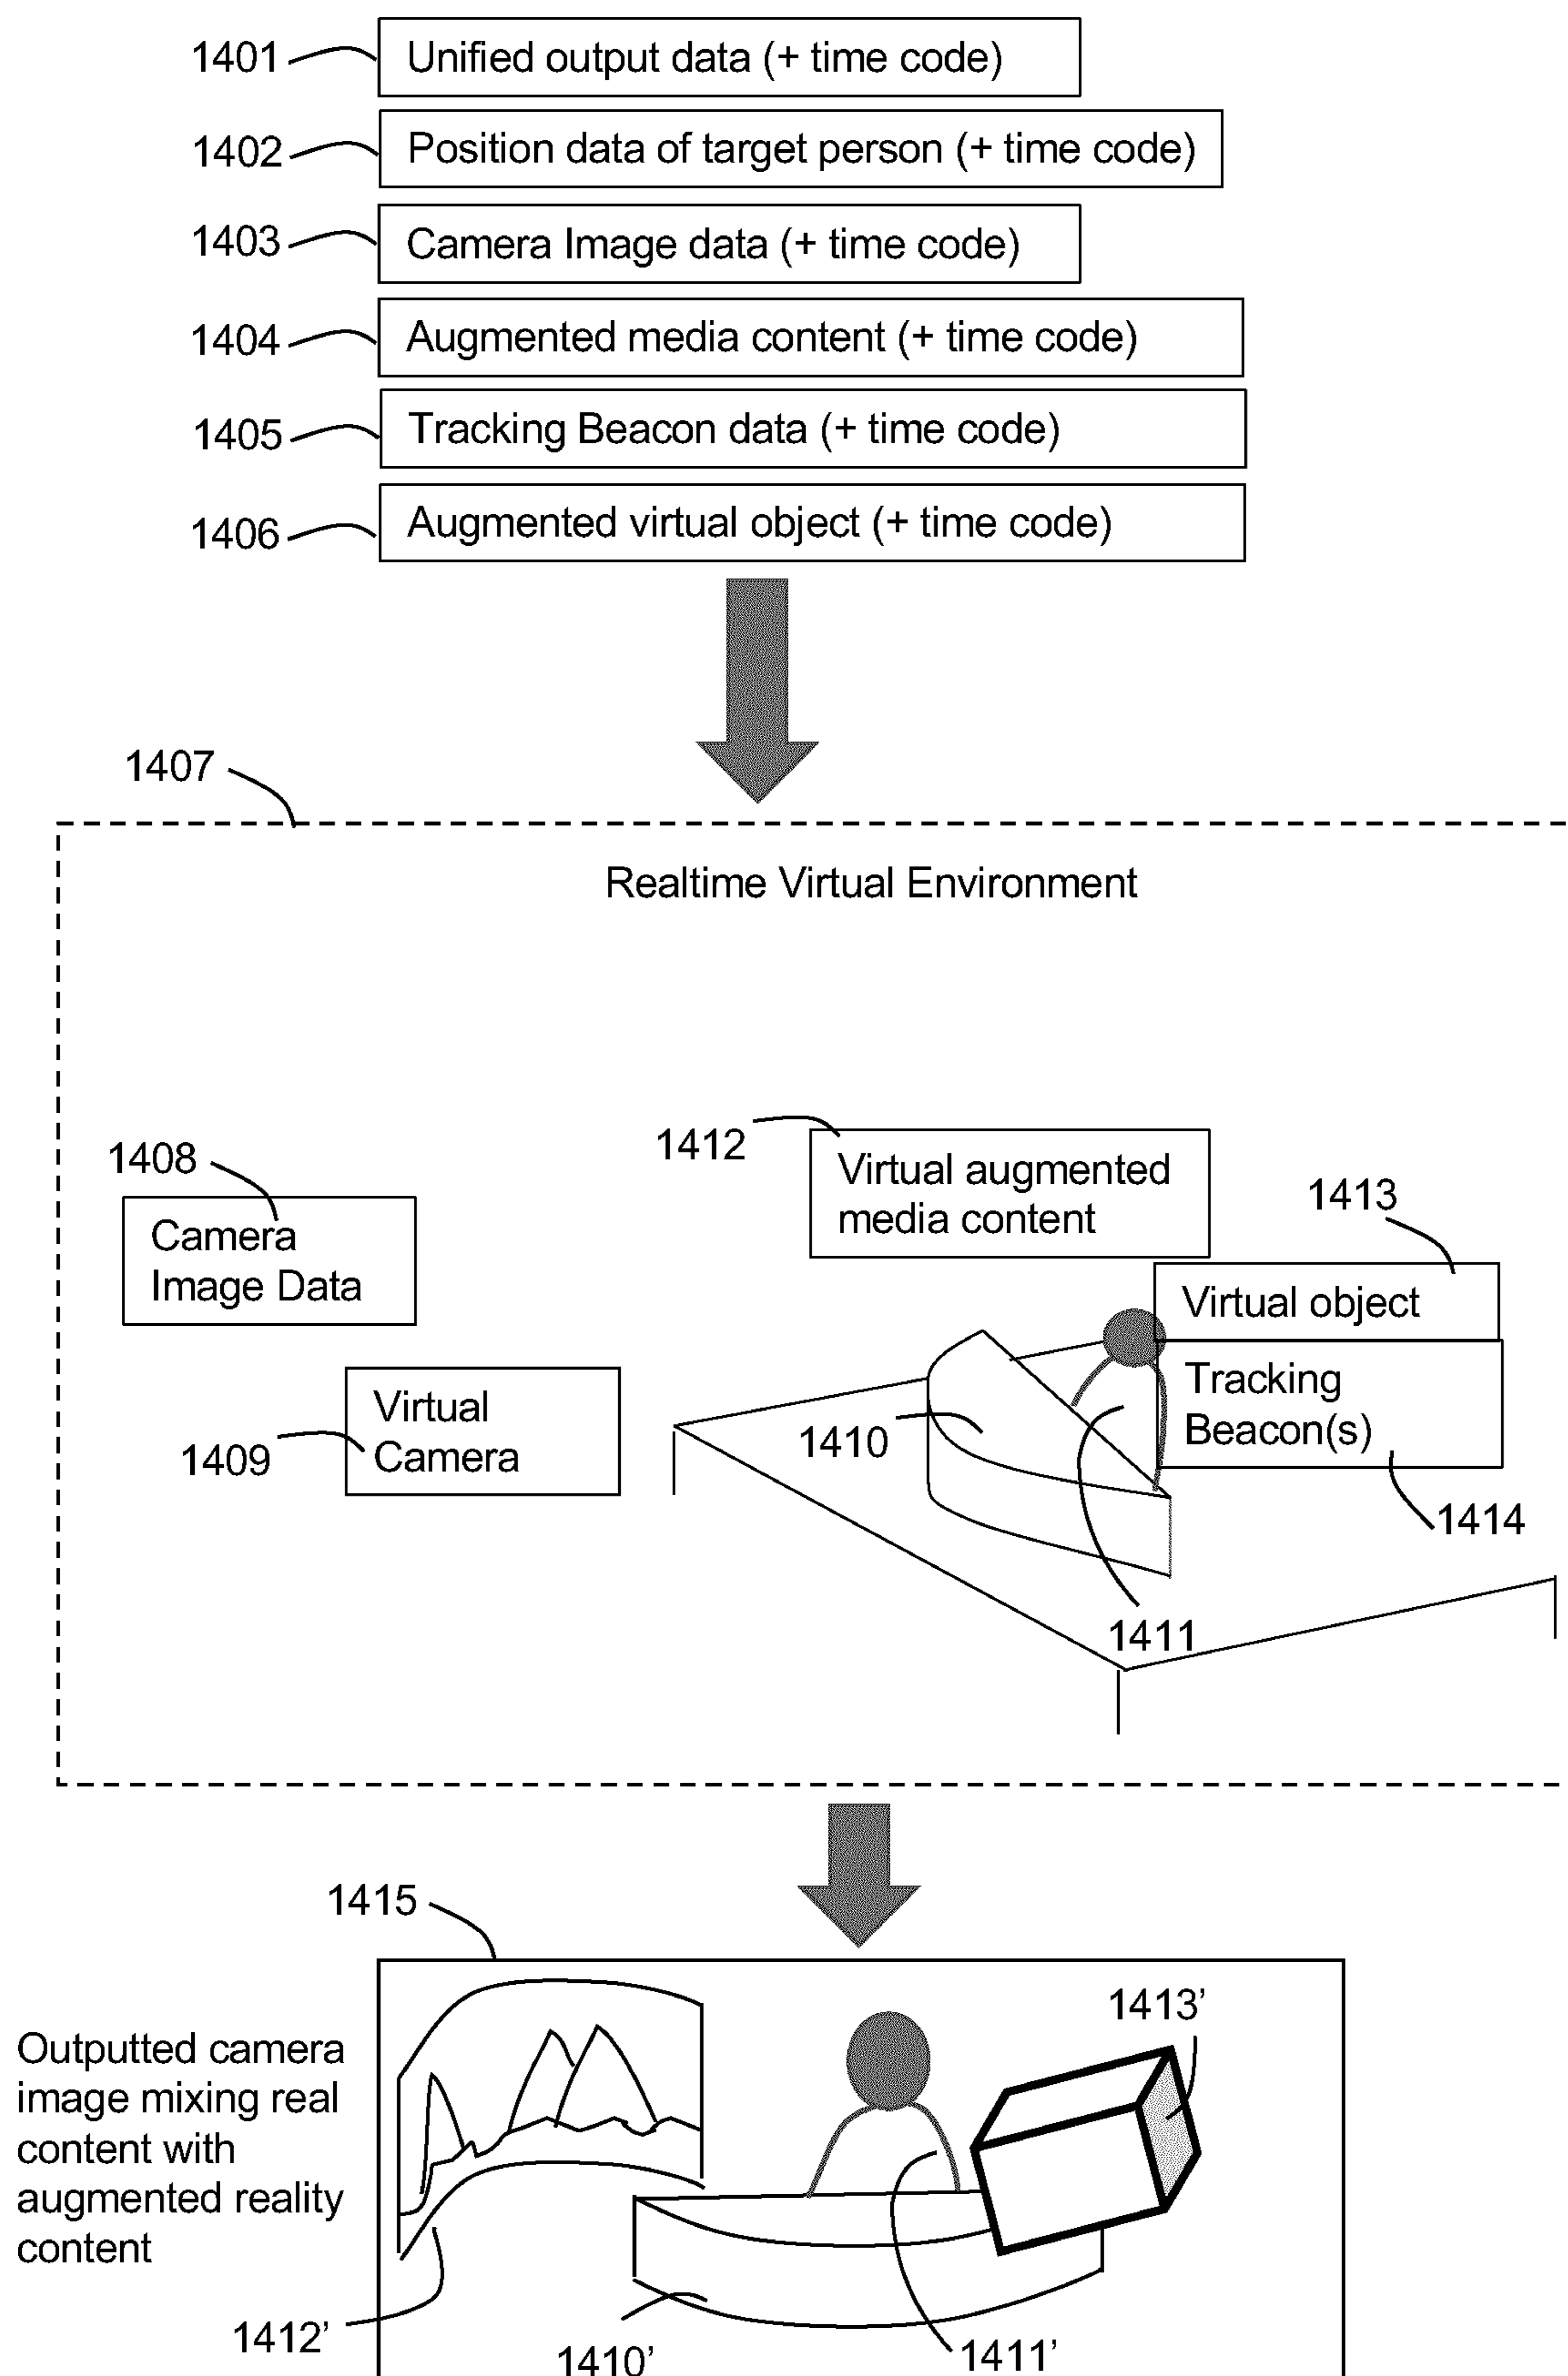 1401 Unified output data (+ time code)
1402 Position data of target person (+ time code)
1403 Camera Image data (+ time code)
1404 Augmented media content (+ time code)
1405 Tracking Beacon data (+ time code)
1406 Augmented virtual object (+ time code)
1407
Realtime Virtual Environment
1408
Camera
Image Data
1412
Virtual augmented
media content
1413
Virtual object
1409
Virtual
Camera
1410
Tracking
Beacon(s)
1414
1411
1415
Outputted camera
image mixing real
content with
augmented reality
content
1413’
1412’
1410’
1411’